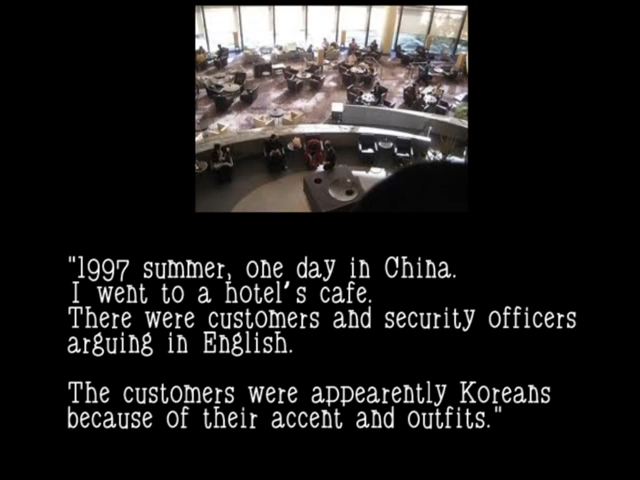 "1997 summer, one day in China.
I went to a hotel's cafe.
There were customers and security officers
arguing in English.
The customers were appearently Koreans
because of their accent and outfits."